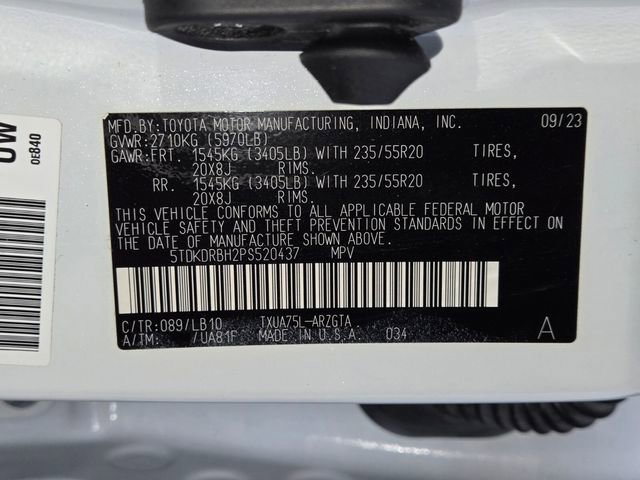 MFD.BY:TOYOTA MOTOR MANUFACTURING, INDIANA, INC. 09/23
GVWR:2710KG (5970LB)
GAWR:FRT. 1545KG (3405LB) WITH 235/55R20 TIRES,
20X8J RIMS.
RR. 1545KG (3405LB) WITH 235/55R20 TIRES,
20X8J RIMS.
THIS VEHICLE CONFORMS TO ALL APPLICABLE FEDERAL MOTOR
VEHICLE SAFETY AND THEFT PREVENTION STANDARDS IN EFFECT ON
THE DATE OF MANUFACTURE SHOWN ABOVE.
5TDKDRBH2PS520437 MPV
C/TR:089/LB10 TXUA75L-ARZGTA
A/TM: /UA81F MADE IN U.S.A. 034 A
OW
0E840